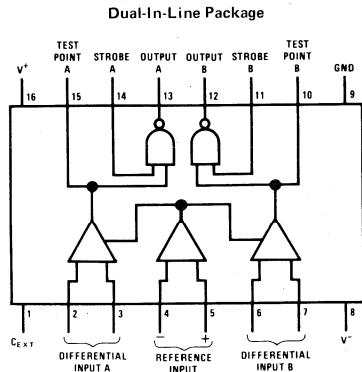 Dual-In-Line Package
V+
TEST POINT A
STROBE A
OUTPUT A
OUTPUT B
STROBE B
TEST POINT B
GND
16 15 14 13 12 11 10 9
1 2 3 4 5 6 7 8
CEXT
− +
V−
DIFFERENTIAL INPUT A
REFERENCE INPUT
DIFFERENTIAL INPUT B